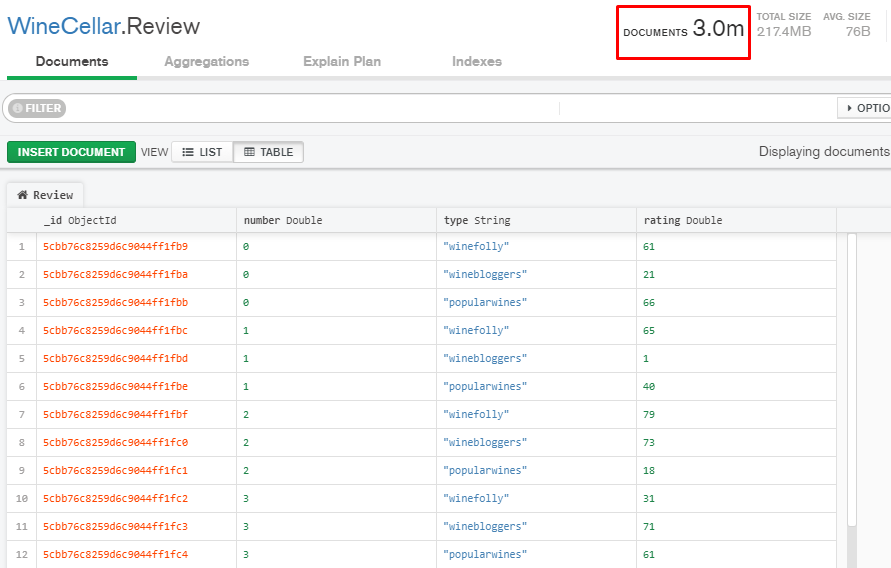 WineCellar.Review
DOCUMENTS 3.0m
TOTAL SIZE AVG. SIZE
217.4MB 76B
Documents Aggregations Explain Plan Indexes
FILTER
OPTIO
INSERT DOCUMENT VIEW LIST TABLE Displaying documents
Review
_id ObjectId number Double type String rating Double
1 5cbb76c8259d6c9044ff1fb9 0 "winefolly" 61
2 5cbb76c8259d6c9044ff1fba 0 "winebloggers" 21
3 5cbb76c8259d6c9044ff1fbb 0 "popularwines" 66
4 5cbb76c8259d6c9044ff1fbc 1 "winefolly" 65
5 5cbb76c8259d6c9044ff1fbd 1 "winebloggers" 1
6 5cbb76c8259d6c9044ff1fbe 1 "popularwines" 40
7 5cbb76c8259d6c9044ff1fbf 2 "winefolly" 79
8 5cbb76c8259d6c9044ff1fc0 2 "winebloggers" 73
9 5cbb76c8259d6c9044ff1fc1 2 "popularwines" 18
10 5cbb76c8259d6c9044ff1fc2 3 "winefolly" 31
11 5cbb76c8259d6c9044ff1fc3 3 "winebloggers" 71
12 5cbb76c8259d6c9044ff1fc4 3 "popularwines" 61